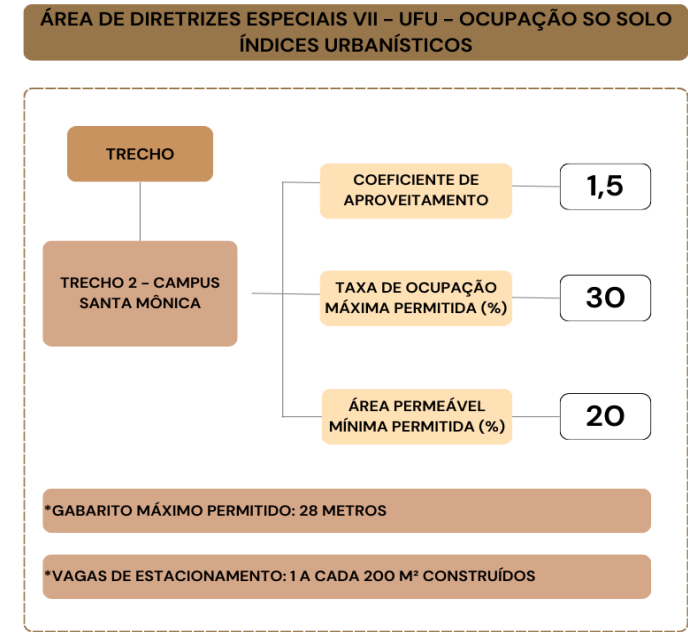 ÁREA DE DIRETRIZES ESPECIAIS VII – UFU – OCUPAÇÃO SO SOLO
ÍNDICES URBANÍSTICOS
TRECHO
TRECHO 2 – CAMPUS
SANTA MÔNICA
COEFICIENTE DE
APROVEITAMENTO
1,5
TAXA DE OCUPAÇÃO
MÁXIMA PERMITIDA (%)
30
ÁREA PERMEÁVEL
MÍNIMA PERMITIDA (%)
20
*GABARITO MÁXIMO PERMITIDO: 28 METROS
*VAGAS DE ESTACIONAMENTO: 1 A CADA 200 M² CONSTRUÍDOS